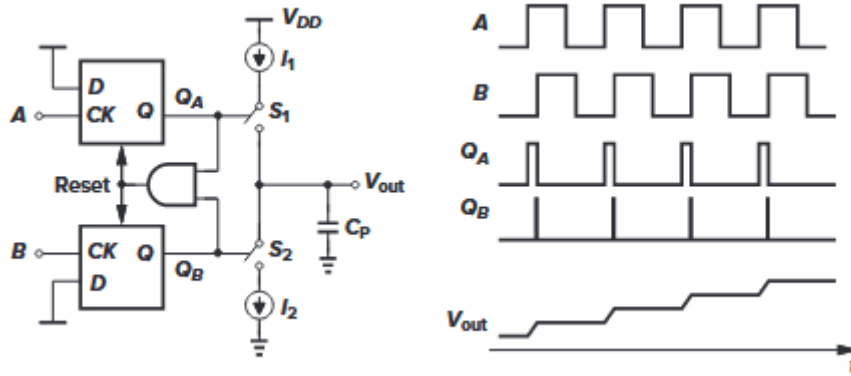 V_DD
I_1
D
Q_A
A
CK
Q
S_1
Reset
V_out
C_P
B
CK
Q
S_2
Q_B
D
I_2
A
B
Q_A
Q_B
V_out
t